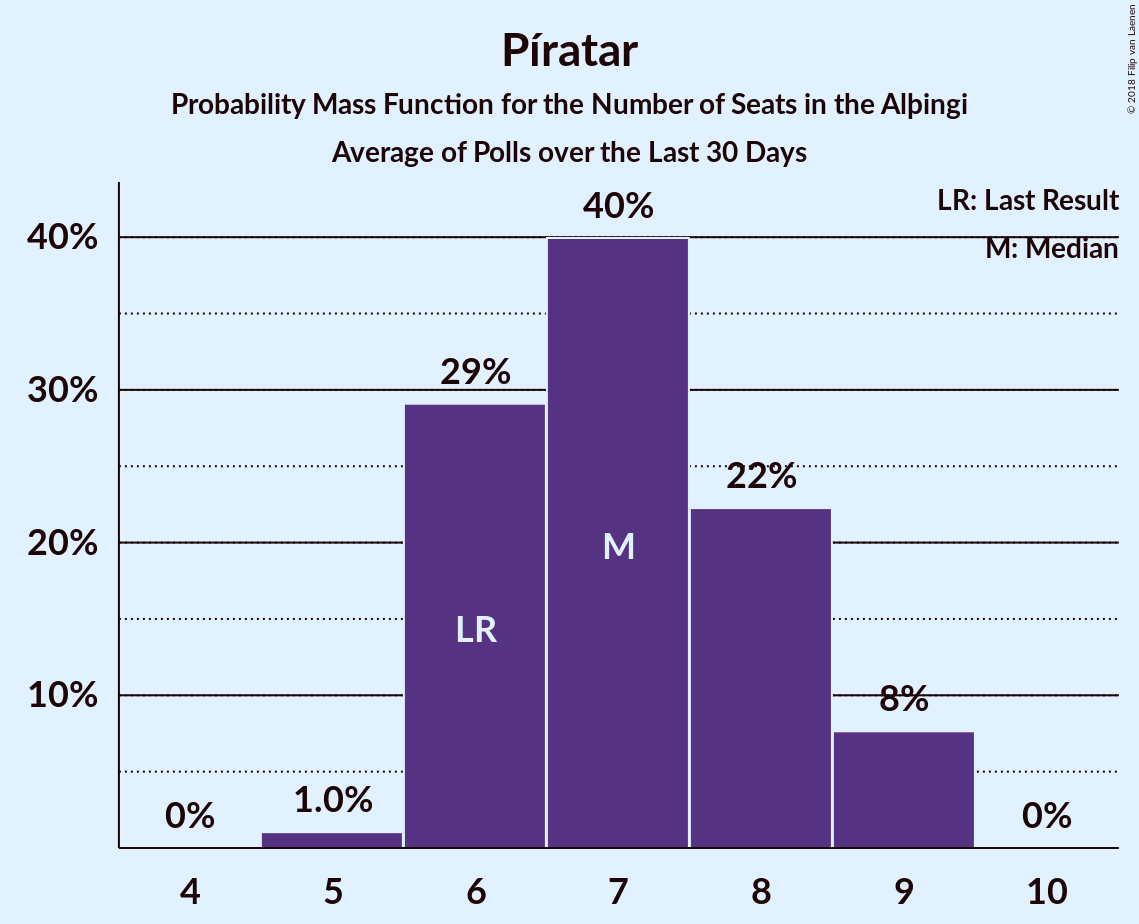 Píratar
Probability Mass Function for the Number of Seats in the Alþingi
Average of Polls over the Last 30 Days
© 2018 Filip van Laenen
LR: Last Result
M: Median
40%
30%
20%
10%
0%
1.0%
29%
40%
22%
8%
0%
LR
M
4 5 6 7 8 9 10